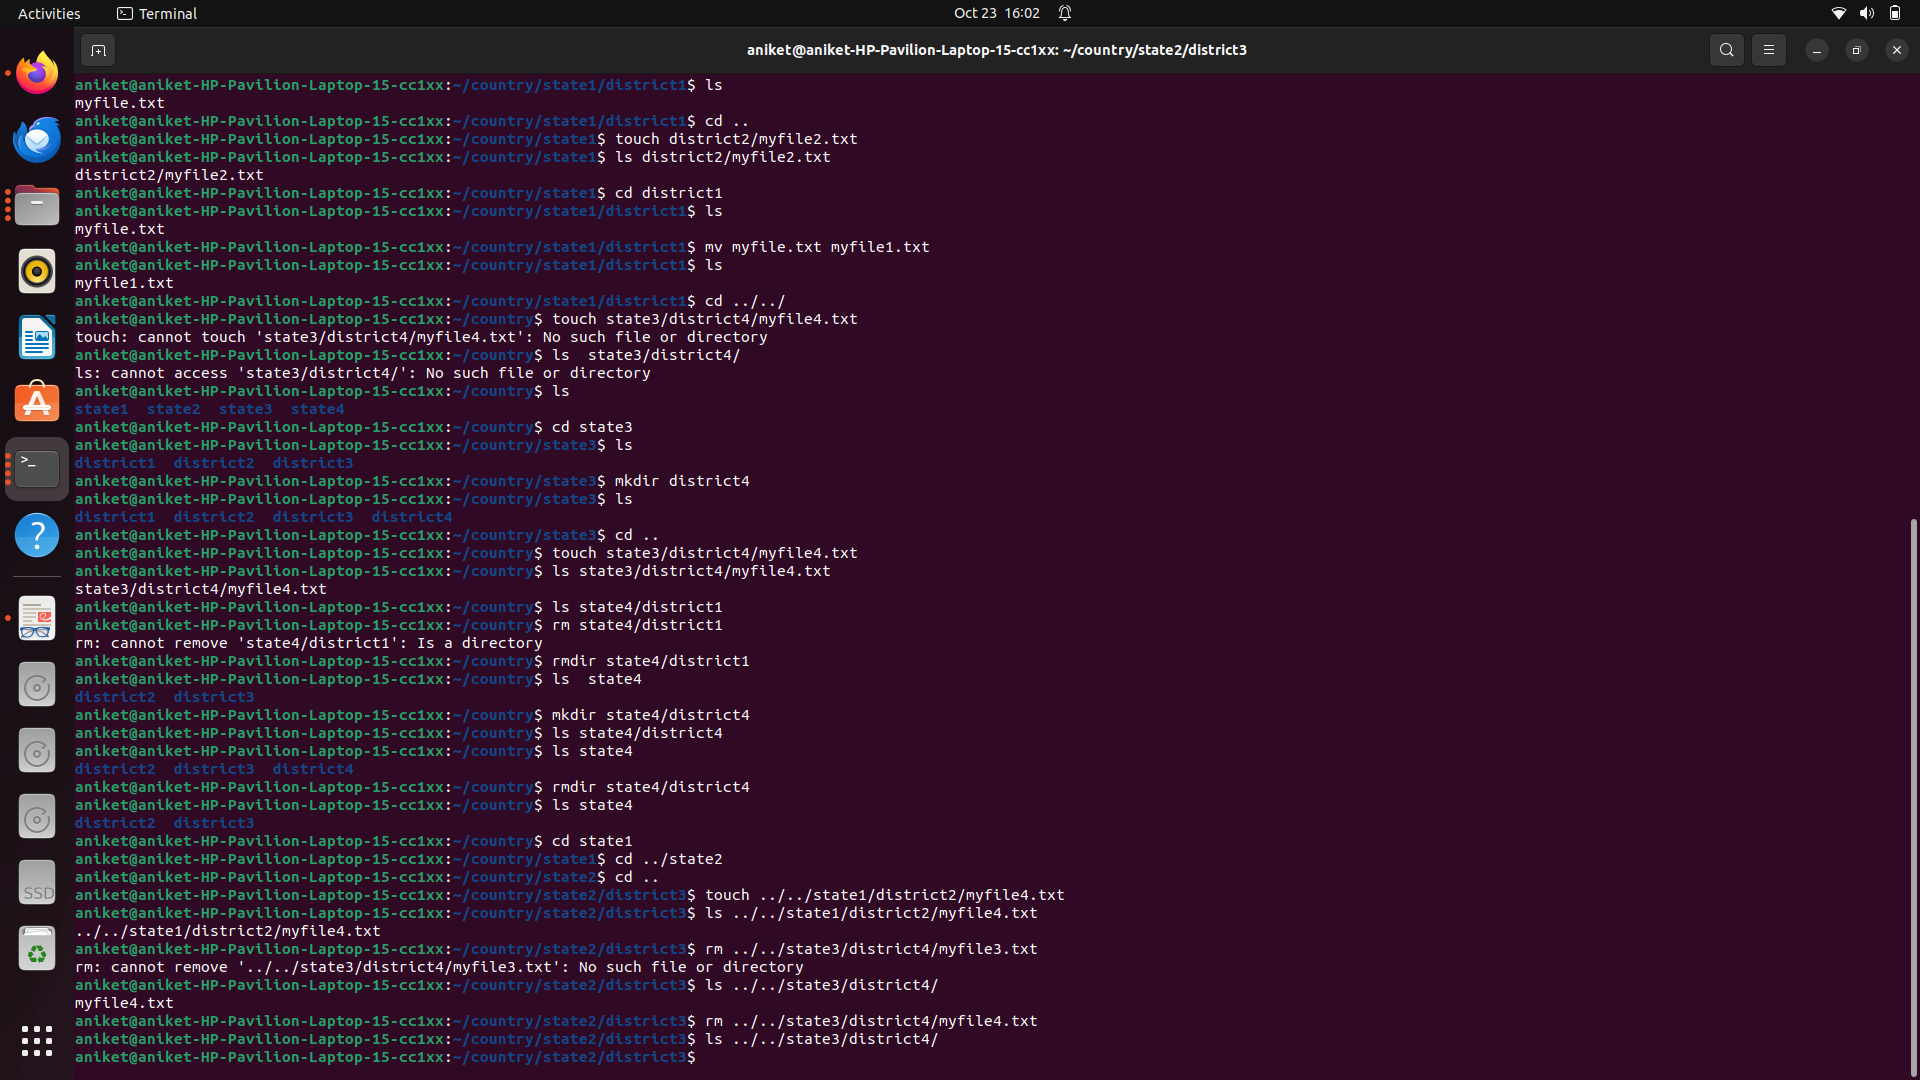 Activities
Terminal
Oct 23 16:02
aniket@aniket-HP-Pavilion-Laptop-15-cc1xx: ~/country/state2/district3
aniket@aniket-HP-Pavilion-Laptop-15-cc1xx:~/country/state1/district1$ ls
myfile.txt
aniket@aniket-HP-Pavilion-Laptop-15-cc1xx:~/country/state1/district1$ cd ..
aniket@aniket-HP-Pavilion-Laptop-15-cc1xx:~/country/state1$ touch district2/myfile2.txt
aniket@aniket-HP-Pavilion-Laptop-15-cc1xx:~/country/state1$ ls district2/myfile2.txt
district2/myfile2.txt
aniket@aniket-HP-Pavilion-Laptop-15-cc1xx:~/country/state1$ cd district1
aniket@aniket-HP-Pavilion-Laptop-15-cc1xx:~/country/state1/district1$ ls
myfile.txt
aniket@aniket-HP-Pavilion-Laptop-15-cc1xx:~/country/state1/district1$ mv myfile.txt myfile1.txt
aniket@aniket-HP-Pavilion-Laptop-15-cc1xx:~/country/state1/district1$ ls
myfile1.txt
aniket@aniket-HP-Pavilion-Laptop-15-cc1xx:~/country/state1/district1$ cd ../../
aniket@aniket-HP-Pavilion-Laptop-15-cc1xx:~/country$ touch state3/district4/myfile4.txt
touch: cannot touch 'state3/district4/myfile4.txt': No such file or directory
aniket@aniket-HP-Pavilion-Laptop-15-cc1xx:~/country$ ls  state3/district4/
ls: cannot access 'state3/district4/': No such file or directory
aniket@aniket-HP-Pavilion-Laptop-15-cc1xx:~/country$ ls
state1  state2  state3  state4
aniket@aniket-HP-Pavilion-Laptop-15-cc1xx:~/country$ cd state3
aniket@aniket-HP-Pavilion-Laptop-15-cc1xx:~/country/state3$ ls
district1  district2  district3
aniket@aniket-HP-Pavilion-Laptop-15-cc1xx:~/country/state3$ mkdir district4
aniket@aniket-HP-Pavilion-Laptop-15-cc1xx:~/country/state3$ ls
district1  district2  district3  district4
aniket@aniket-HP-Pavilion-Laptop-15-cc1xx:~/country/state3$ cd ..
aniket@aniket-HP-Pavilion-Laptop-15-cc1xx:~/country$ touch state3/district4/myfile4.txt
aniket@aniket-HP-Pavilion-Laptop-15-cc1xx:~/country$ ls state3/district4/myfile4.txt
state3/district4/myfile4.txt
aniket@aniket-HP-Pavilion-Laptop-15-cc1xx:~/country$ ls state4/district1
aniket@aniket-HP-Pavilion-Laptop-15-cc1xx:~/country$ rm state4/district1
rm: cannot remove 'state4/district1': Is a directory
aniket@aniket-HP-Pavilion-Laptop-15-cc1xx:~/country$ rmdir state4/district1
aniket@aniket-HP-Pavilion-Laptop-15-cc1xx:~/country$ ls  state4
district2  district3
aniket@aniket-HP-Pavilion-Laptop-15-cc1xx:~/country$ mkdir state4/district4
aniket@aniket-HP-Pavilion-Laptop-15-cc1xx:~/country$ ls state4/district4
aniket@aniket-HP-Pavilion-Laptop-15-cc1xx:~/country$ ls state4
district2  district3  district4
aniket@aniket-HP-Pavilion-Laptop-15-cc1xx:~/country$ rmdir state4/district4
aniket@aniket-HP-Pavilion-Laptop-15-cc1xx:~/country$ ls state4
district2  district3
aniket@aniket-HP-Pavilion-Laptop-15-cc1xx:~/country$ cd state1
aniket@aniket-HP-Pavilion-Laptop-15-cc1xx:~/country/state1$ cd ../state2
aniket@aniket-HP-Pavilion-Laptop-15-cc1xx:~/country/state2$ cd ..
aniket@aniket-HP-Pavilion-Laptop-15-cc1xx:~/country/state2/district3$ touch ../../state1/district2/myfile4.txt
aniket@aniket-HP-Pavilion-Laptop-15-cc1xx:~/country/state2/district3$ ls ../../state1/district2/myfile4.txt
../../state1/district2/myfile4.txt
aniket@aniket-HP-Pavilion-Laptop-15-cc1xx:~/country/state2/district3$ rm ../../state3/district4/myfile3.txt
rm: cannot remove '../../state3/district4/myfile3.txt': No such file or directory
aniket@aniket-HP-Pavilion-Laptop-15-cc1xx:~/country/state2/district3$ ls ../../state3/district4/
myfile4.txt
aniket@aniket-HP-Pavilion-Laptop-15-cc1xx:~/country/state2/district3$ rm ../../state3/district4/myfile4.txt
aniket@aniket-HP-Pavilion-Laptop-15-cc1xx:~/country/state2/district3$ ls ../../state3/district4/
aniket@aniket-HP-Pavilion-Laptop-15-cc1xx:~/country/state2/district3$
SSD